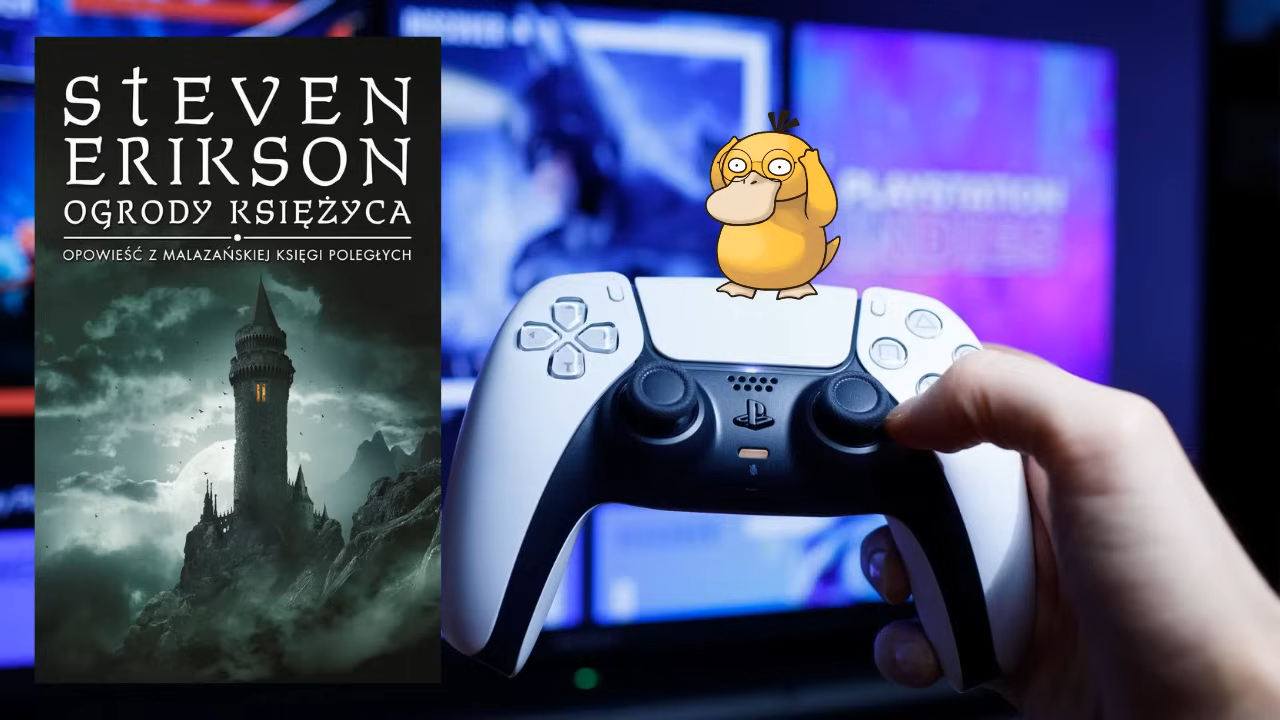 STEVEN
ERIKSON
OGRODY KSIĘŻYCA
OPOWIEŚĆ Z MALAZAŃSKIEJ KSIĘGI POLEGŁYCH
PLAYSTATION